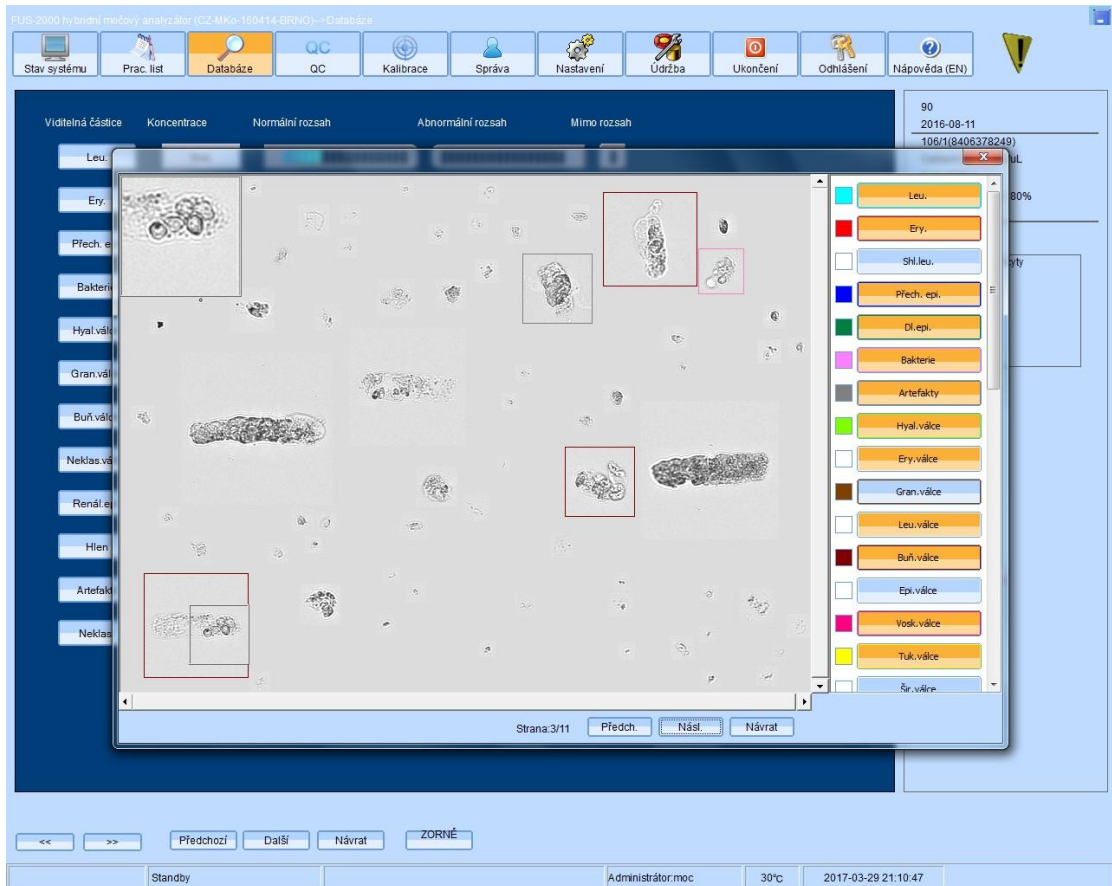 FUS-2000 hybridní močový analyzátor (CZ-MKo-160414-BRNO)-->Databáze
Stav systému Prac. list Databáze QC QC Kalibrace Správa Nastavení Údržba Ukončení Odhlášení Nápověda (EN)
Viditelná částice Koncentrace Normální rozsah Abnormální rozsah Mimo rozsah
90
2016-08-11
106/1(8406378249)
uL
80%
Leu.
Ery.
Přech. e
Bakterie
Hyal.vál
Gran.vál
Buň.válc
Neklas.vá
Renál.e
Hlen
Artefak
Neklas
Leu.
Ery.
Shl.leu.
Přech. epi.
Dl.epi.
Bakterie
Artefakty
Hyal.válce
Ery.válce
Gran.válce
Leu.válce
Buň.válce
Epi.válce
Vosk.válce
Tuk.válce
Šir.válce
Strana:3/11 Předch. Násl. Návrat
<< >> Předchozí Další Návrat ZORNÉ
Standby Administrátor:moc 30°C 2017-03-29 21:10:47